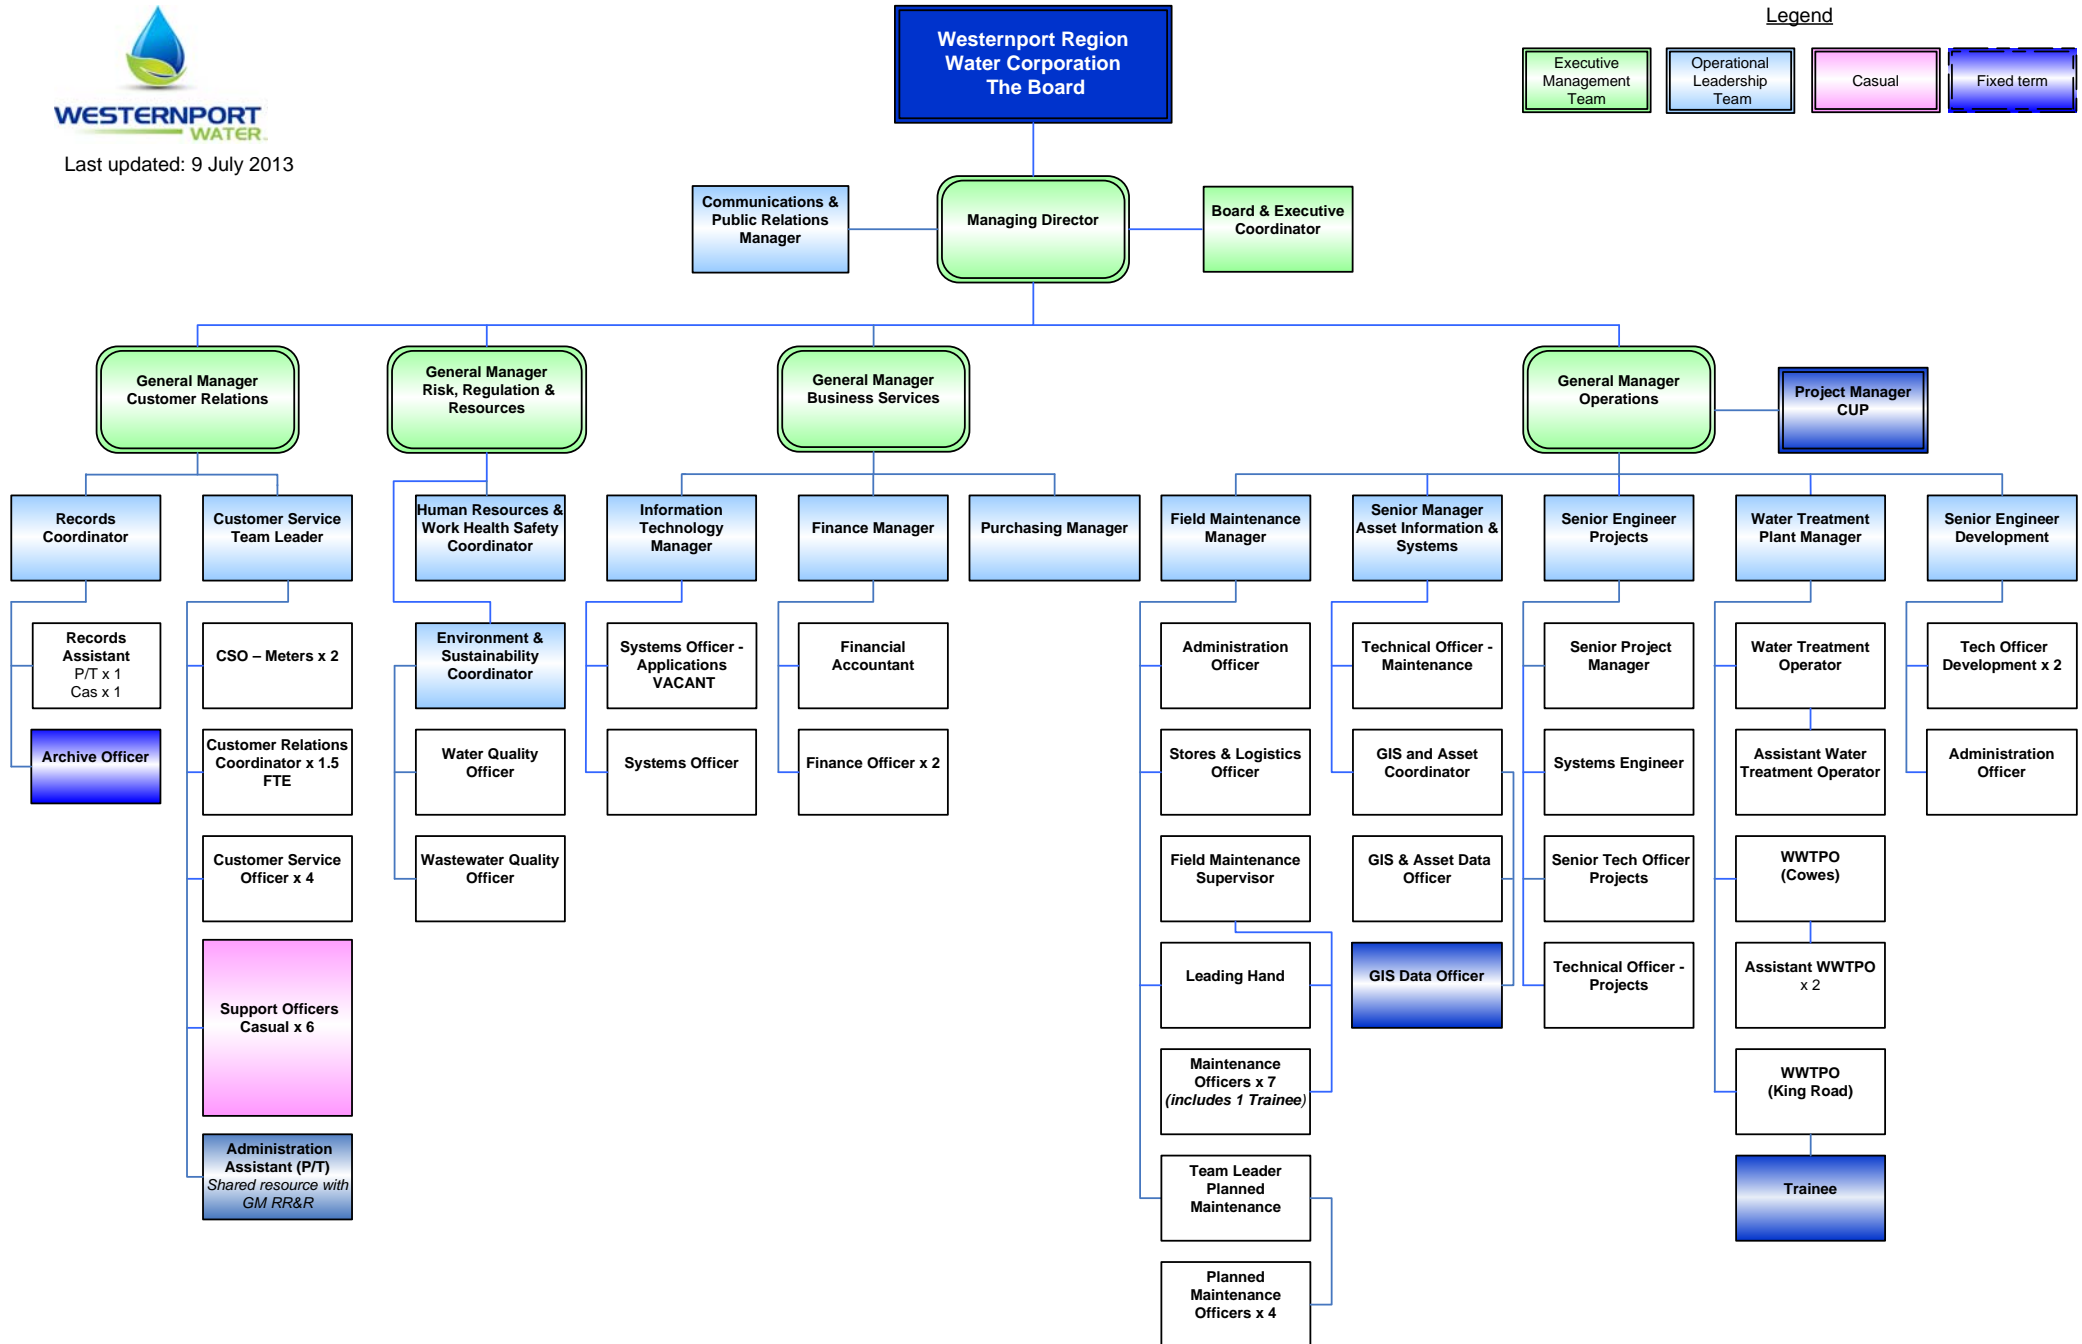 WESTERNPORT
WATER
Last updated: 9 July 2013
Westernport Region
Water Corporation
The Board
Legend
Executive
Management
Team
Operational
Leadership
Team
Casual
Fixed term
Communications &
Public Relations
Manager
Managing Director
Board & Executive
Coordinator
General Manager
Customer Relations
General Manager
Risk, Regulation &
Resources
General Manager
Business Services
General Manager
Operations
Project Manager
CUP
Records
Coordinator
Customer Service
Team Leader
Human Resources &
Work Health Safety
Coordinator
Information
Technology
Manager
Finance Manager
Purchasing Manager
Field Maintenance
Manager
Senior Manager
Asset Information &
Systems
Senior Engineer
Projects
Water Treatment
Plant Manager
Senior Engineer
Development
Records
Assistant
P/T x 1
Cas x 1
CSO – Meters x 2
Environment &
Sustainability
Coordinator
Systems Officer -
Applications
VACANT
Financial
Accountant
Administration
Officer
Technical Officer -
Maintenance
Senior Project
Manager
Water Treatment
Operator
Tech Officer
Development x 2
Archive Officer
Customer Relations
Coordinator x 1.5
FTE
Water Quality
Officer
Systems Officer
Finance Officer x 2
Stores & Logistics
Officer
GIS and Asset
Coordinator
Systems Engineer
Assistant Water
Treatment Operator
Administration
Officer
Customer Service
Officer x 4
Wastewater Quality
Officer
Field Maintenance
Supervisor
GIS & Asset Data
Officer
Senior Tech Officer
Projects
WWTPO
(Cowes)
Support Officers
Casual x 6
Leading Hand
GIS Data Officer
Technical Officer -
Projects
Assistant WWTPO
x 2
Maintenance
Officers x 7
(includes 1 Trainee)
WWTPO
(King Road)
Administration
Assistant (P/T)
Shared resource with
GM RR&R
Team Leader
Planned
Maintenance
Trainee
Planned
Maintenance
Officers x 4